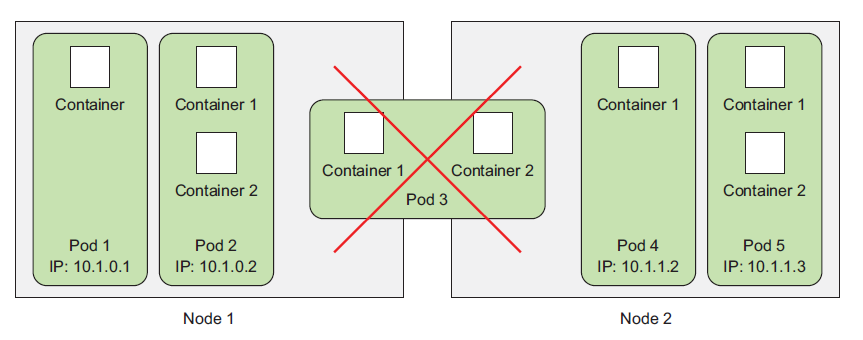 Container
Container 1
Container 2
Pod 1
IP: 10.1.0.1
Pod 2
IP: 10.1.0.2
Container 1
Container 2
Pod 3
Container 1
Pod 4
IP: 10.1.1.2
Container 1
Container 2
Pod 5
IP: 10.1.1.3
Node 1
Node 2